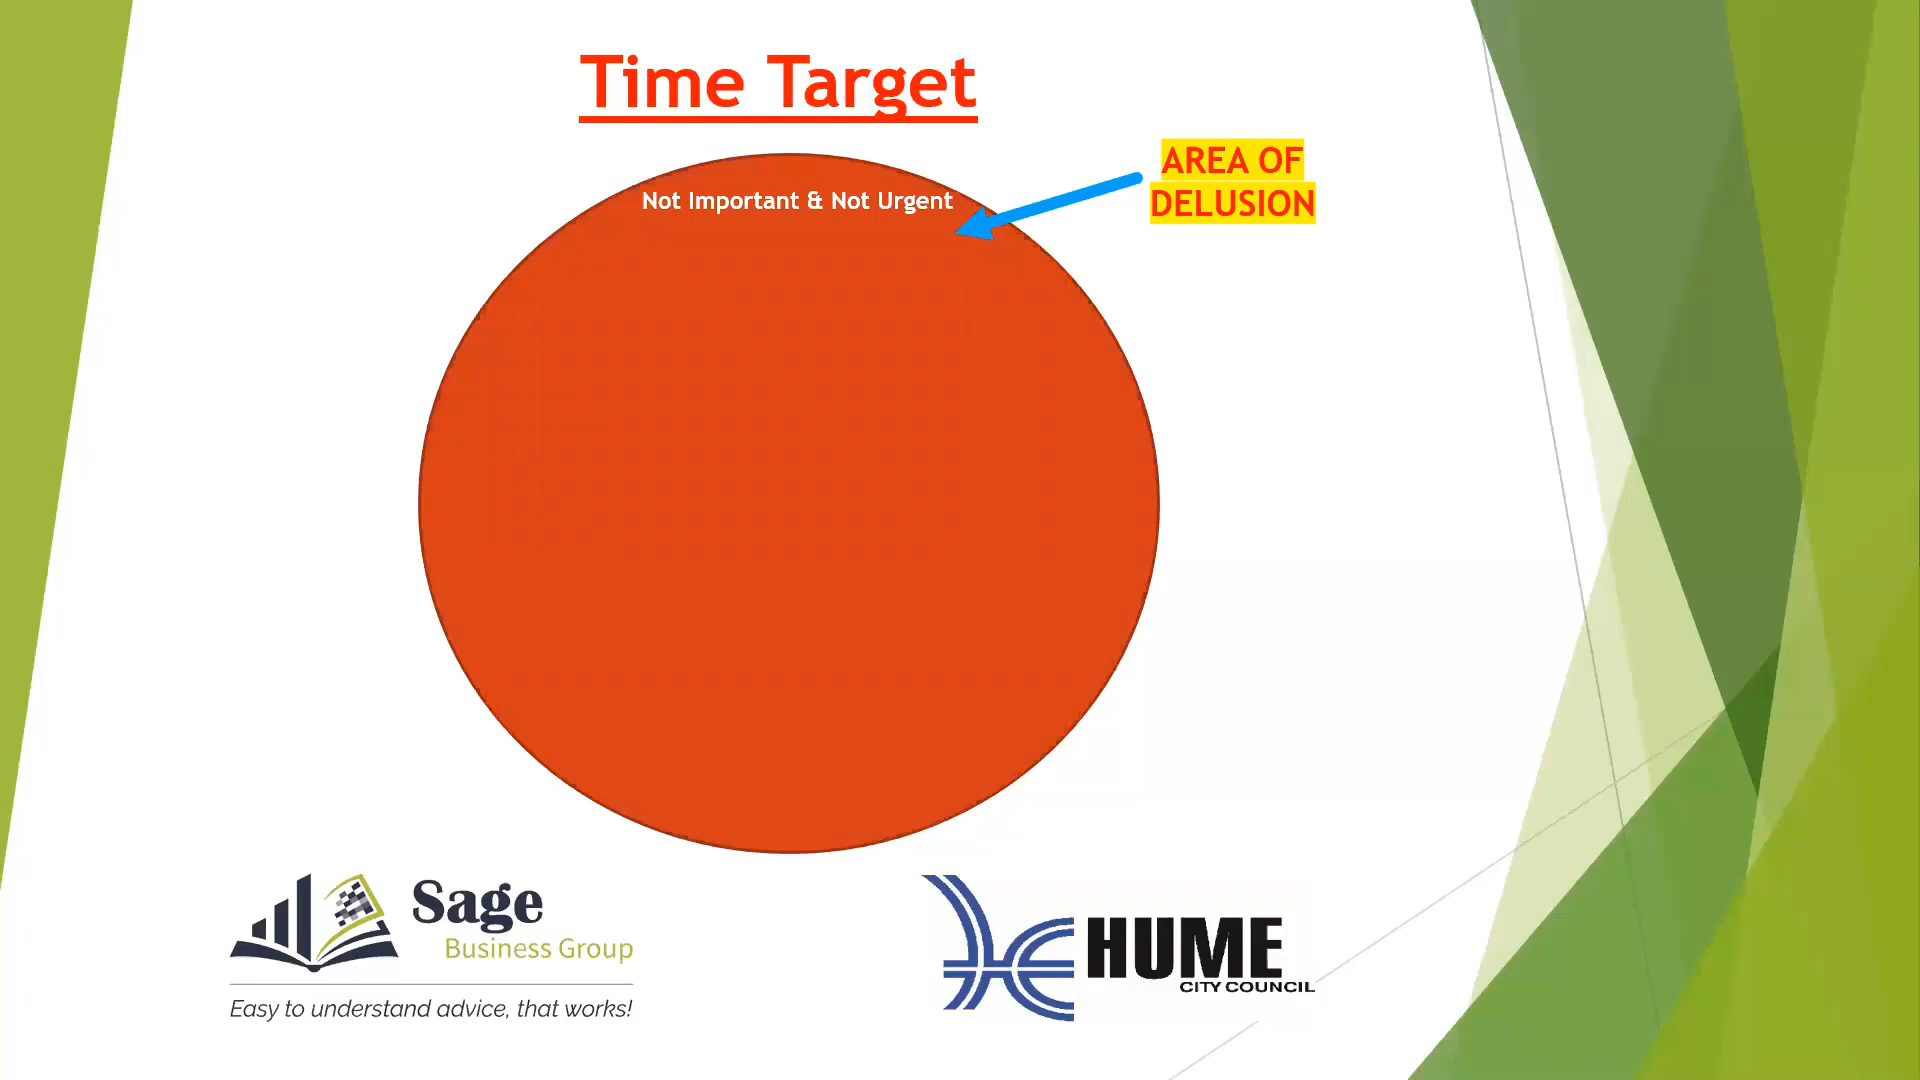 Time Target
Not Important & Not Urgent
AREA OF
DELUSION
Sage
Business Group
Easy to understand advice, that works!
HUME
CITY COUNCIL